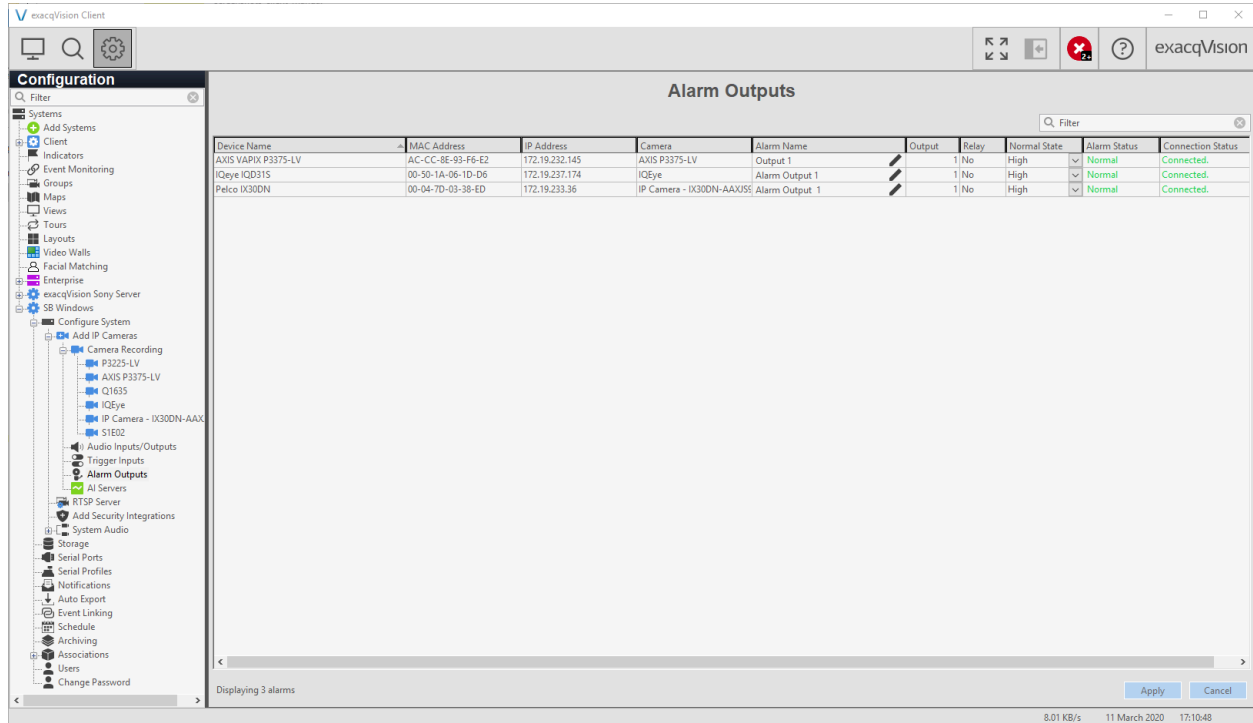 exacqVision Client
2+
?
exacqVision
Configuration
Filter
Systems
Add Systems
Client
Indicators
Event Monitoring
Groups
Maps
Views
Tours
Layouts
Video Walls
Facial Matching
Enterprise
exacqVision Sony Server
SB Windows
Configure System
Add IP Cameras
Camera Recording
P3225-LV
AXIS P3375-LV
Q1635
IQEye
IP Camera - IX30DN-AAX
S1E02
Audio Inputs/Outputs
Trigger Inputs
Alarm Outputs
AI Servers
RTSP Server
Add Security Integrations
System Audio
Storage
Serial Ports
Serial Profiles
Notifications
Auto Export
Event Linking
Schedule
Archiving
Associations
Users
Change Password
Alarm Outputs
Filter
Device Name MAC Address IP Address Camera Alarm Name Output Relay Normal State Alarm Status Connection Status
AXIS VAPIX P3375-LV AC-CC-8E-93-F6-E2 172.19.232.145 AXIS P3375-LV Output 1 1 No High Normal Connected.
IQeye IQD31S 00-50-1A-06-1D-D6 172.19.237.174 IQEye Alarm Output 1 1 No High Normal Connected.
Pelco IX30DN 00-04-7D-03-38-ED 172.19.233.36 IP Camera - IX30DN-AAXJS9 Alarm Output 1 1 No High Normal Connected.
Displaying 3 alarms
Apply Cancel
8.01 KB/s 11 March 2020 17:10:48